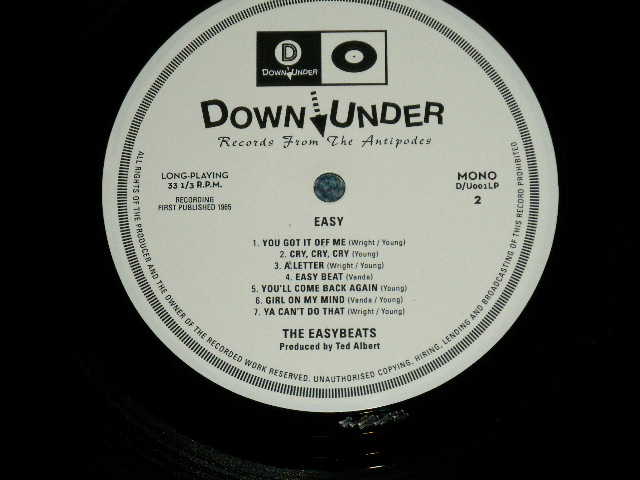 D
DOWN UNDER
DOWN UNDER
Records From The Antipodes
LONG-PLAYING
33 1/3 R.P.M.
RECORDING
FIRST PUBLISHED 1965
MONO
D/U001LP
2
EASY
1. YOU GOT IT OFF ME (Wright / Young)
2. CRY, CRY, CRY (Young)
3. A LETTER (Wright / Young)
4. EASY BEAT (Vanda)
5. YOU'LL COME BACK AGAIN (Young)
6. GIRL ON MY MIND (Vanda / Young)
7. YA CAN'T DO THAT (Wright / Young)
THE EASYBEATS
Produced by Ted Albert
ALL RIGHTS OF THE PRODUCER AND THE OWNER OF THE RECORDED WORK RESERVED. UNAUTHORISED COPYING, HIRING, LENDING AND BROADCASTING OF THIS RECORD PROHIBITED